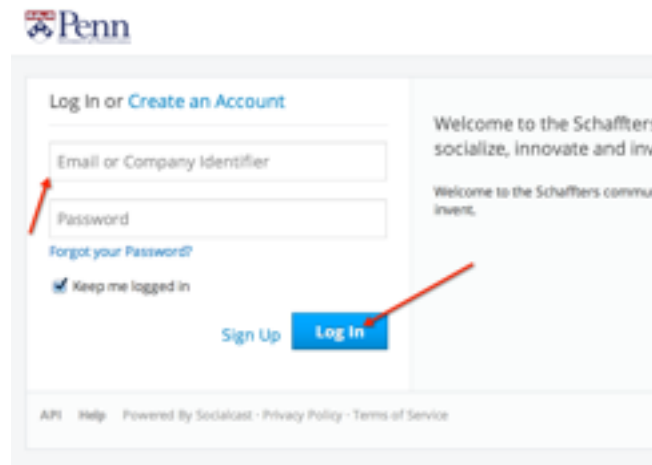 Penn
Log In or Create an Account
Email or Company Identifier
Password
Forgot your Password?
Keep me logged in
Sign Up Log In
Welcome to the Schaffters
socialize, innovate and inv
Welcome to the Schaffters commu
invent.
API Help Powered By Socialcast · Privacy Policy · Terms of Service